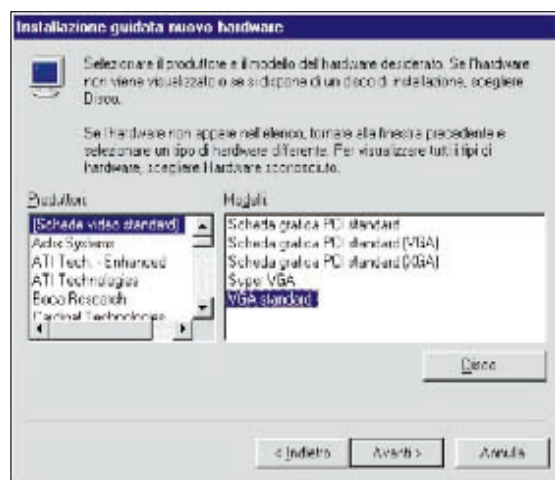 Installazione guidata nuovo hardware
Selezionare il produttore e il modello dell'hardware desiderato. Se l'hardware
non viene visualizzato o se si dispone di un disco di installazione, scegliere
Disco.
Se l'hardware non appare nell'elenco, tornare alla finestra precedente e
selezionare un tipo di hardware differente. Per visualizzare tutti i tipi di
hardware, scegliere Hardware sconosciuto.
Produttori:
(Schede video standard)
Actix Systems
ATI Tech. - Enhanced
ATI Technologies
Boca Research
Cardinal Technologies
Modelli:
Scheda grafica PCI standard
Scheda grafica PCI standard (VGA)
Scheda grafica PCI standard (XGA)
Super VGA
VGA standard
Disco
< Indietro
Avanti >
Annulla